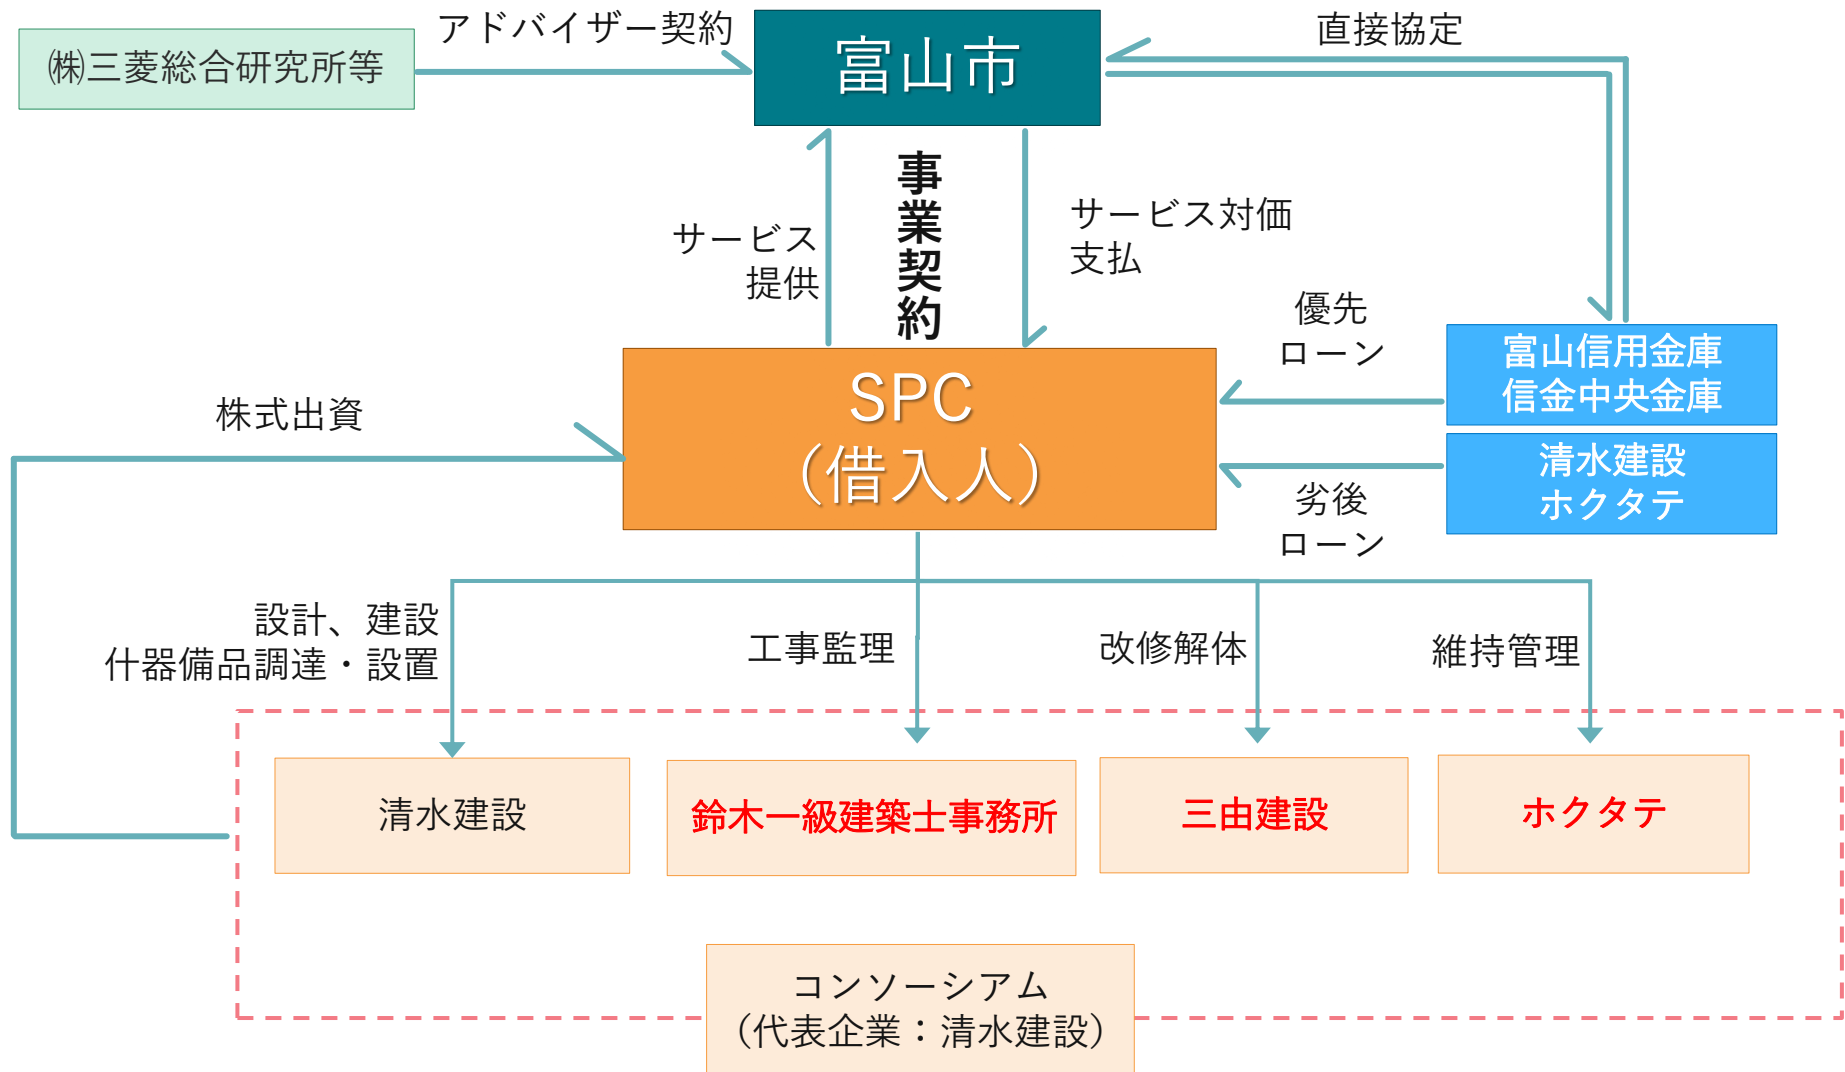 ㈱三菱総合研究所等
アドバイザー契約
富山市
直接協定
事業契約
サービス
提供
サービス対価
支払
優先
ローン
富山信用金庫
信金中央金庫
株式出資
SPC
（借入人）
清水建設
ホクタテ
劣後
ローン
設計、建設
什器備品調達・設置
工事監理
改修解体
維持管理
清水建設
鈴木一級建築士事務所
三由建設
ホクタテ
コンソーシアム
（代表企業：清水建設）